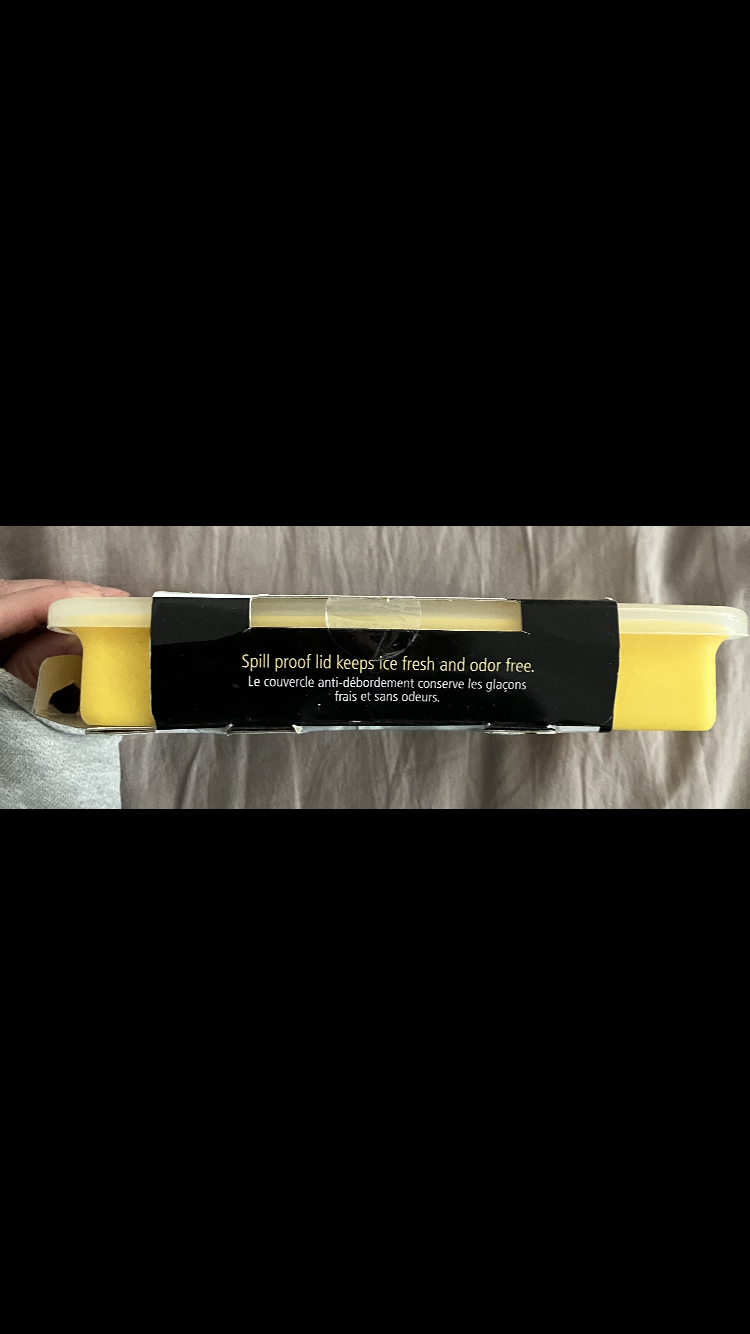 Spill proof lid keeps ice fresh and odor free.
Le couvercle anti-débordement conserve les glaçons
frais et sans odeurs.